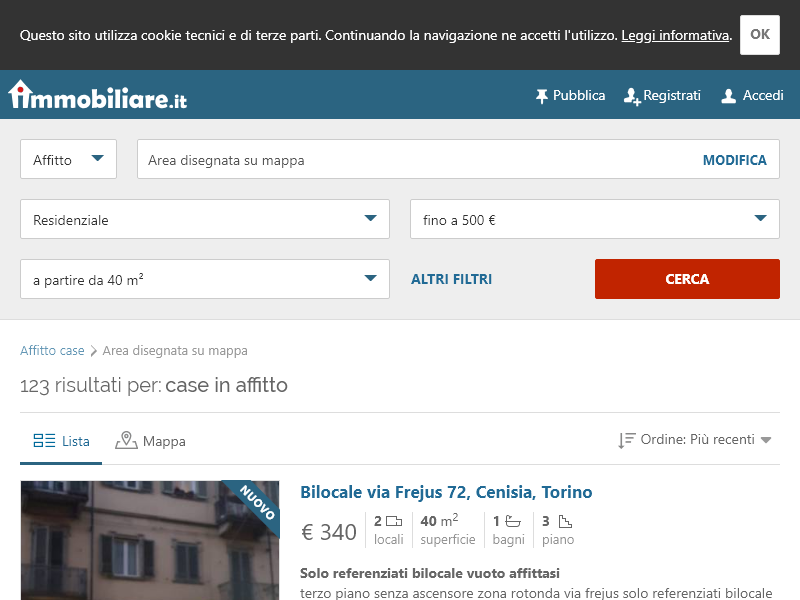 Questo sito utilizza cookie tecnici e di terze parti. Continuando la navigazione ne accetti l'utilizzo. Leggi informativa. OK
immobiliare.it Pubblica Registrati Accedi
Affitto Area disegnata su mappa MODIFICA
Residenziale fino a 500 €
a partire da 40 m² ALTRI FILTRI CERCA
Affitto case Area disegnata su mappa
123 risultati per: case in affitto
Lista Mappa Ordine: Più recenti
NUOVO
Bilocale via Frejus 72, Cenisia, Torino
€ 340 2 locali 40 m² superficie 1 bagni 3 piano
Solo referenziati bilocale vuoto affittasi
terzo piano senza ascensore zona rotonda via frejus solo referenziati bilocale